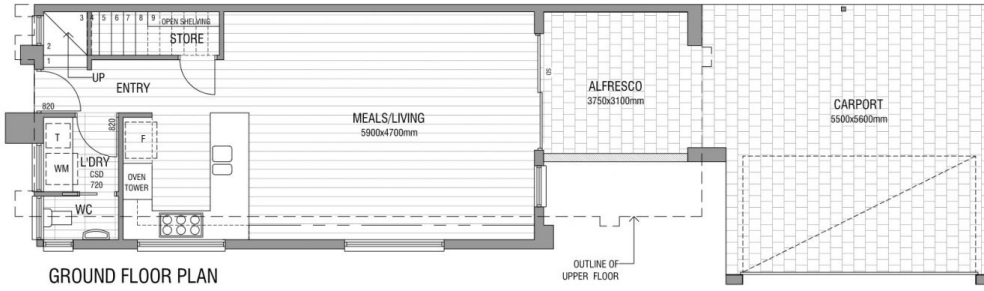 3 4 5 6 7 8 9
OPEN SHELVING
STORE
2
1
UP
ENTRY
820
820
T
WM
L'DRY
CSD
720
WC
F
OVEN
TOWER
MEALS/LIVING
5900x4700mm
SD
ALFRESCO
3750x3100mm
CARPORT
5500x5600mm
OUTLINE OF
UPPER FLOOR
GROUND FLOOR PLAN